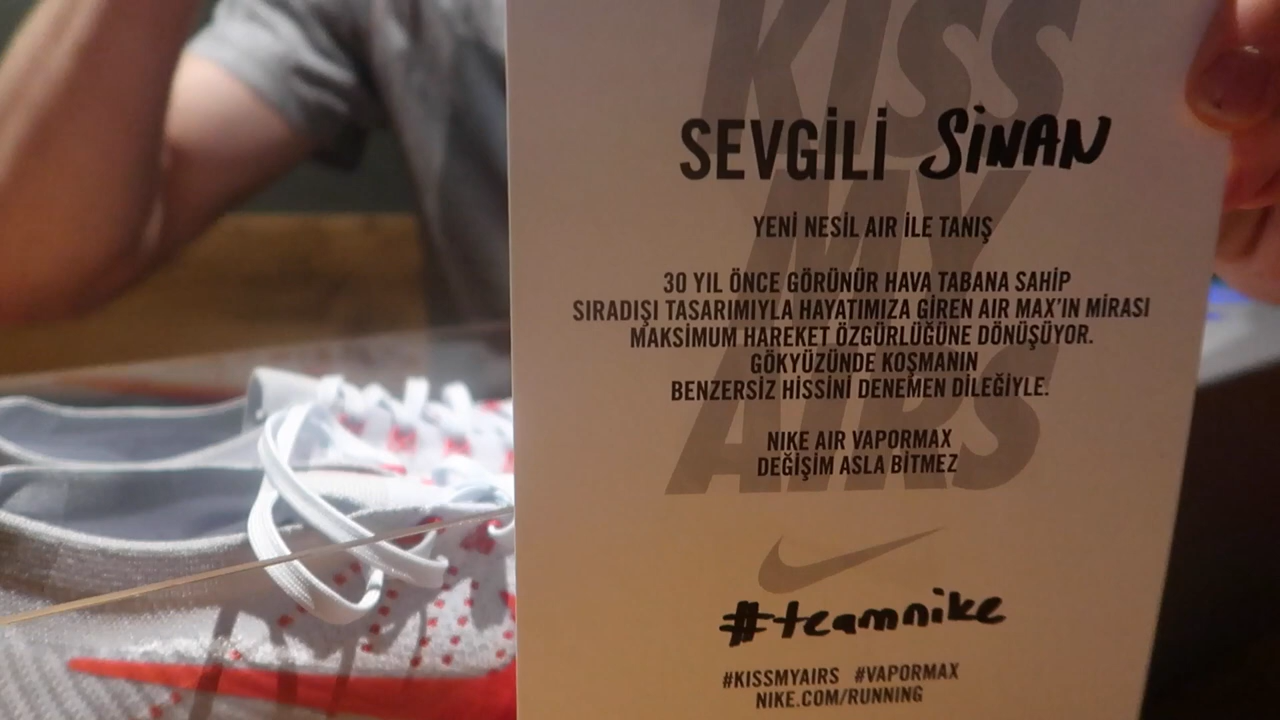 KISS
MY
AIRS
SEVGİLİ SiNAN
YENİ NESİL AIR İLE TANIŞ
30 YIL ÖNCE GÖRÜNÜR HAVA TABANA SAHİP
SIRADIŞI TASARIMIYLA HAYATIMIZA GİREN AIR MAX'IN MİRASI
MAKSİMUM HAREKET ÖZGÜRLÜĞÜNE DÖNÜŞÜYOR.
GÖKYÜZÜNDE KOŞMANIN
BENZERSİZ HİSSİNİ DENEMEN DİLEĞİYLE.
NIKE AIR VAPORMAX
DEĞİŞİM ASLA BİTMEZ
#teamnike
#KISSMYAIRS #VAPORMAX
NIKE.COM/RUNNING